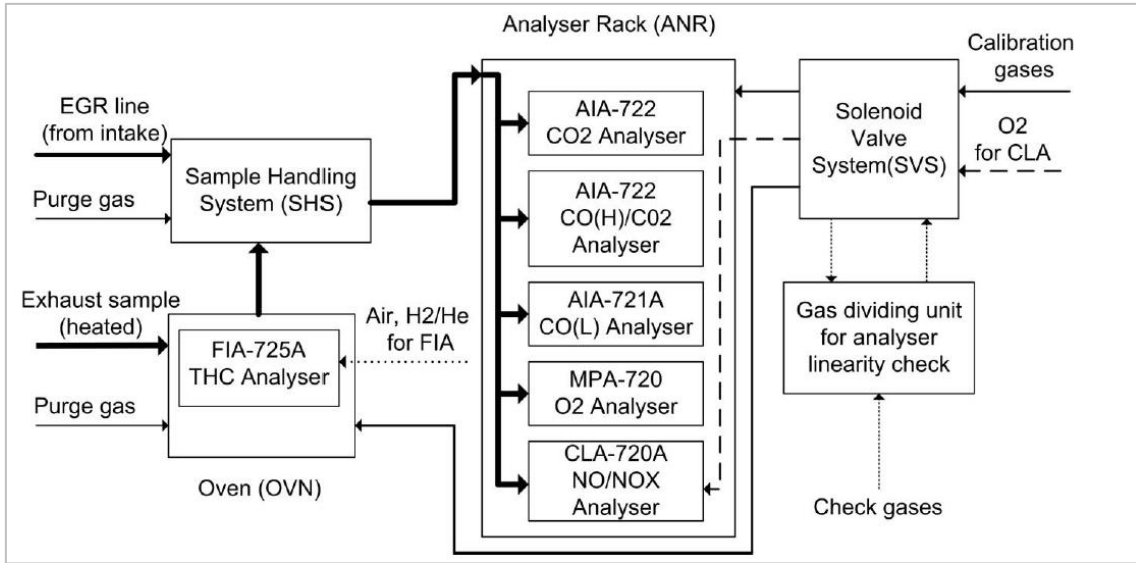 Analyser Rack (ANR)
EGR line
(from intake)
Purge gas
Sample Handling
System (SHS)
Exhaust sample
(heated)
Purge gas
FIA-725A
THC Analyser
Oven (OVN)
Air, H2/He
for FIA
AIA-722
CO2 Analyser
AIA-722
CO(H)/C02
Analyser
AIA-721A
CO(L) Analyser
MPA-720
O2 Analyser
CLA-720A
NO/NOX
Analyser
Solenoid
Valve
System(SVS)
Calibration
gases
O2
for CLA
Gas dividing unit
for analyser
linearity check
Check gases